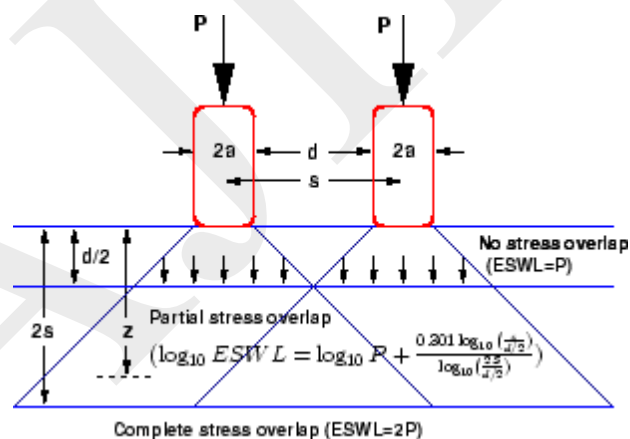 P P
2a d 2a
s
No stress overlap
(ESWL=P)
d/2
2s
z
Partial stress overlap
(log₁₀ ESWL = log₁₀ P + 0.301 log₁₀(z/(d/2)) / log₁₀(2S/(d/2)))
Complete stress overlap (ESWL=2P)